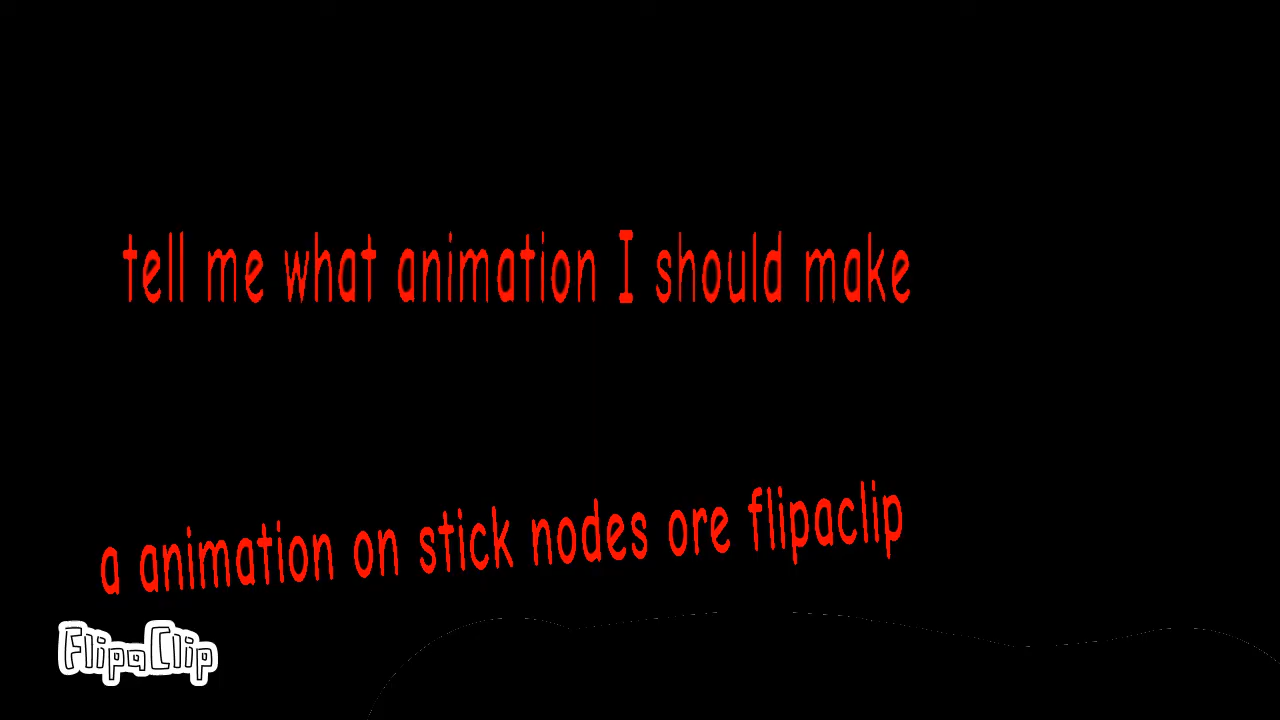 tell me what animation I should make
a animation on stick nodes ore flipaclip
FlipaClip